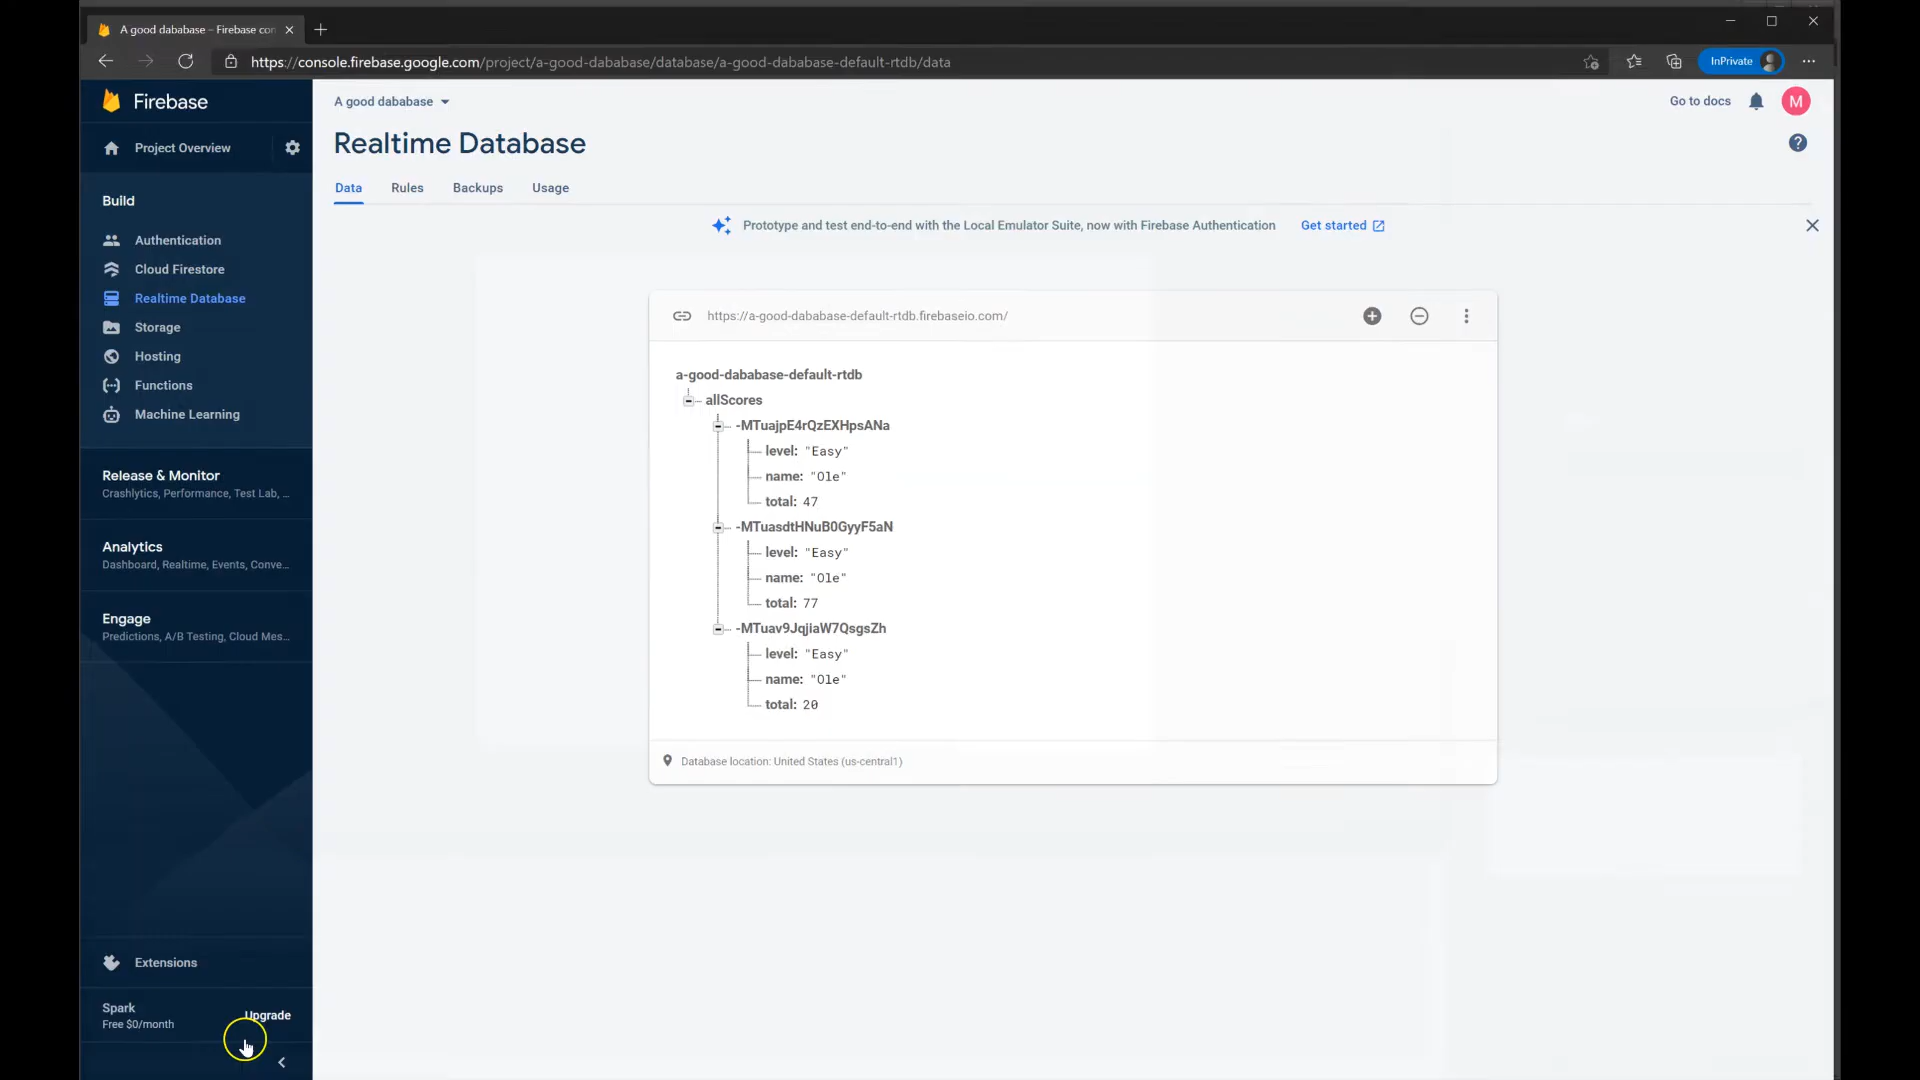 A good dababase – Firebase con
https://console.firebase.google.com/project/a-good-dababase/database/a-good-dababase-default-rtdb/data
InPrivate
Firebase
A good dababase
Go to docs
M
Project Overview
Realtime Database
?
Data Rules Backups Usage
Build
Authentication
Cloud Firestore
Realtime Database
Storage
Hosting
Functions
Machine Learning
Release & Monitor
Crashlytics, Performance, Test Lab, …
Analytics
Dashboard, Realtime, Events, Conve…
Engage
Predictions, A/B Testing, Cloud Mes…
Extensions
Spark
Free $0/month
Upgrade
Prototype and test end-to-end with the Local Emulator Suite, now with Firebase Authentication Get started
https://a-good-dababase-default-rtdb.firebaseio.com/
a-good-dababase-default-rtdb
allScores
-MTuajpE4rQzEXHpsANa
level: "Easy"
name: "Ole"
total: 47
-MTuasdtHNuB0GyyF5aN
level: "Easy"
name: "Ole"
total: 77
-MTuav9JqjiaW7QsgsZh
level: "Easy"
name: "Ole"
total: 20
Database location: United States (us-central1)